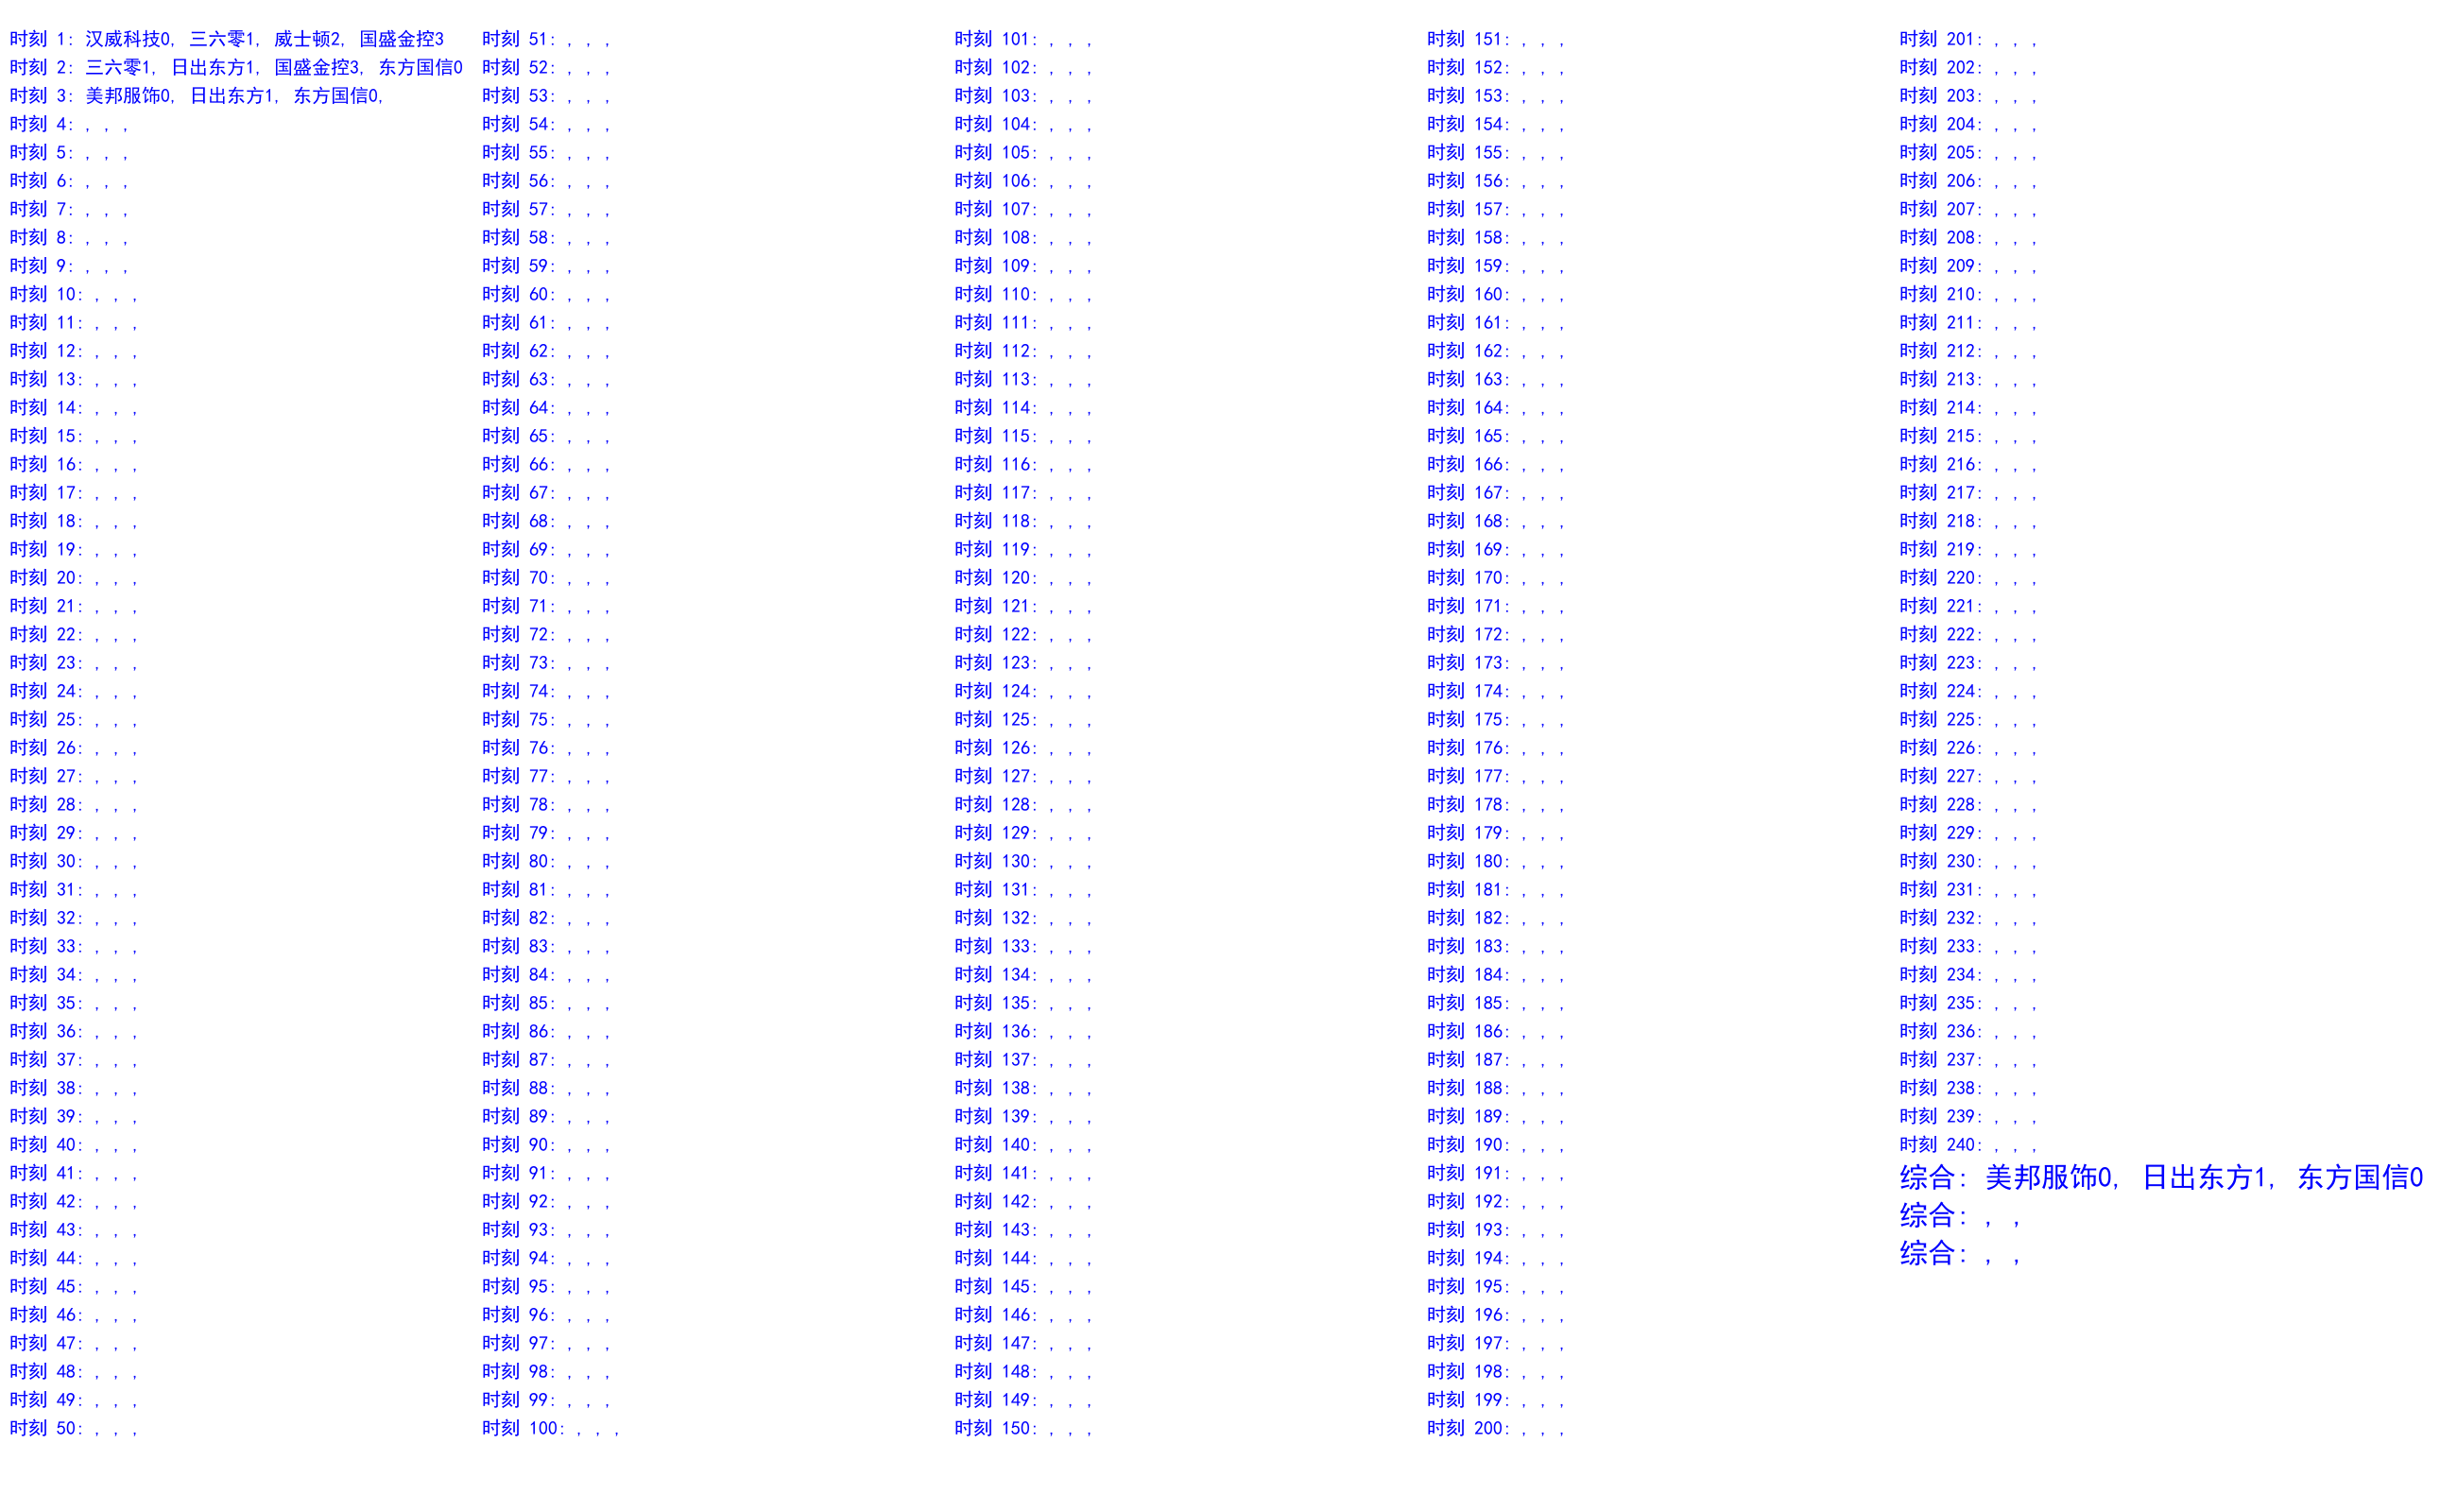 时刻 1: 汉威科技0, 三六零1, 威士顿2, 国盛金控3
时刻 2: 三六零1, 日出东方1, 国盛金控3, 东方国信0
时刻 3: 美邦服饰0, 日出东方1, 东方国信0,
时刻 4: , , ,
时刻 5: , , ,
时刻 6: , , ,
时刻 7: , , ,
时刻 8: , , ,
时刻 9: , , ,
时刻 10: , , ,
时刻 11: , , ,
时刻 12: , , ,
时刻 13: , , ,
时刻 14: , , ,
时刻 15: , , ,
时刻 16: , , ,
时刻 17: , , ,
时刻 18: , , ,
时刻 19: , , ,
时刻 20: , , ,
时刻 21: , , ,
时刻 22: , , ,
时刻 23: , , ,
时刻 24: , , ,
时刻 25: , , ,
时刻 26: , , ,
时刻 27: , , ,
时刻 28: , , ,
时刻 29: , , ,
时刻 30: , , ,
时刻 31: , , ,
时刻 32: , , ,
时刻 33: , , ,
时刻 34: , , ,
时刻 35: , , ,
时刻 36: , , ,
时刻 37: , , ,
时刻 38: , , ,
时刻 39: , , ,
时刻 40: , , ,
时刻 41: , , ,
时刻 42: , , ,
时刻 43: , , ,
时刻 44: , , ,
时刻 45: , , ,
时刻 46: , , ,
时刻 47: , , ,
时刻 48: , , ,
时刻 49: , , ,
时刻 50: , , ,
时刻 51: , , ,
时刻 52: , , ,
时刻 53: , , ,
时刻 54: , , ,
时刻 55: , , ,
时刻 56: , , ,
时刻 57: , , ,
时刻 58: , , ,
时刻 59: , , ,
时刻 60: , , ,
时刻 61: , , ,
时刻 62: , , ,
时刻 63: , , ,
时刻 64: , , ,
时刻 65: , , ,
时刻 66: , , ,
时刻 67: , , ,
时刻 68: , , ,
时刻 69: , , ,
时刻 70: , , ,
时刻 71: , , ,
时刻 72: , , ,
时刻 73: , , ,
时刻 74: , , ,
时刻 75: , , ,
时刻 76: , , ,
时刻 77: , , ,
时刻 78: , , ,
时刻 79: , , ,
时刻 80: , , ,
时刻 81: , , ,
时刻 82: , , ,
时刻 83: , , ,
时刻 84: , , ,
时刻 85: , , ,
时刻 86: , , ,
时刻 87: , , ,
时刻 88: , , ,
时刻 89: , , ,
时刻 90: , , ,
时刻 91: , , ,
时刻 92: , , ,
时刻 93: , , ,
时刻 94: , , ,
时刻 95: , , ,
时刻 96: , , ,
时刻 97: , , ,
时刻 98: , , ,
时刻 99: , , ,
时刻 100: , , ,
时刻 101: , , ,
时刻 102: , , ,
时刻 103: , , ,
时刻 104: , , ,
时刻 105: , , ,
时刻 106: , , ,
时刻 107: , , ,
时刻 108: , , ,
时刻 109: , , ,
时刻 110: , , ,
时刻 111: , , ,
时刻 112: , , ,
时刻 113: , , ,
时刻 114: , , ,
时刻 115: , , ,
时刻 116: , , ,
时刻 117: , , ,
时刻 118: , , ,
时刻 119: , , ,
时刻 120: , , ,
时刻 121: , , ,
时刻 122: , , ,
时刻 123: , , ,
时刻 124: , , ,
时刻 125: , , ,
时刻 126: , , ,
时刻 127: , , ,
时刻 128: , , ,
时刻 129: , , ,
时刻 130: , , ,
时刻 131: , , ,
时刻 132: , , ,
时刻 133: , , ,
时刻 134: , , ,
时刻 135: , , ,
时刻 136: , , ,
时刻 137: , , ,
时刻 138: , , ,
时刻 139: , , ,
时刻 140: , , ,
时刻 141: , , ,
时刻 142: , , ,
时刻 143: , , ,
时刻 144: , , ,
时刻 145: , , ,
时刻 146: , , ,
时刻 147: , , ,
时刻 148: , , ,
时刻 149: , , ,
时刻 150: , , ,
时刻 151: , , ,
时刻 152: , , ,
时刻 153: , , ,
时刻 154: , , ,
时刻 155: , , ,
时刻 156: , , ,
时刻 157: , , ,
时刻 158: , , ,
时刻 159: , , ,
时刻 160: , , ,
时刻 161: , , ,
时刻 162: , , ,
时刻 163: , , ,
时刻 164: , , ,
时刻 165: , , ,
时刻 166: , , ,
时刻 167: , , ,
时刻 168: , , ,
时刻 169: , , ,
时刻 170: , , ,
时刻 171: , , ,
时刻 172: , , ,
时刻 173: , , ,
时刻 174: , , ,
时刻 175: , , ,
时刻 176: , , ,
时刻 177: , , ,
时刻 178: , , ,
时刻 179: , , ,
时刻 180: , , ,
时刻 181: , , ,
时刻 182: , , ,
时刻 183: , , ,
时刻 184: , , ,
时刻 185: , , ,
时刻 186: , , ,
时刻 187: , , ,
时刻 188: , , ,
时刻 189: , , ,
时刻 190: , , ,
时刻 191: , , ,
时刻 192: , , ,
时刻 193: , , ,
时刻 194: , , ,
时刻 195: , , ,
时刻 196: , , ,
时刻 197: , , ,
时刻 198: , , ,
时刻 199: , , ,
时刻 200: , , ,
时刻 201: , , ,
时刻 202: , , ,
时刻 203: , , ,
时刻 204: , , ,
时刻 205: , , ,
时刻 206: , , ,
时刻 207: , , ,
时刻 208: , , ,
时刻 209: , , ,
时刻 210: , , ,
时刻 211: , , ,
时刻 212: , , ,
时刻 213: , , ,
时刻 214: , , ,
时刻 215: , , ,
时刻 216: , , ,
时刻 217: , , ,
时刻 218: , , ,
时刻 219: , , ,
时刻 220: , , ,
时刻 221: , , ,
时刻 222: , , ,
时刻 223: , , ,
时刻 224: , , ,
时刻 225: , , ,
时刻 226: , , ,
时刻 227: , , ,
时刻 228: , , ,
时刻 229: , , ,
时刻 230: , , ,
时刻 231: , , ,
时刻 232: , , ,
时刻 233: , , ,
时刻 234: , , ,
时刻 235: , , ,
时刻 236: , , ,
时刻 237: , , ,
时刻 238: , , ,
时刻 239: , , ,
时刻 240: , , ,
综合: 美邦服饰0, 日出东方1, 东方国信0
综合: , ,
综合: , ,